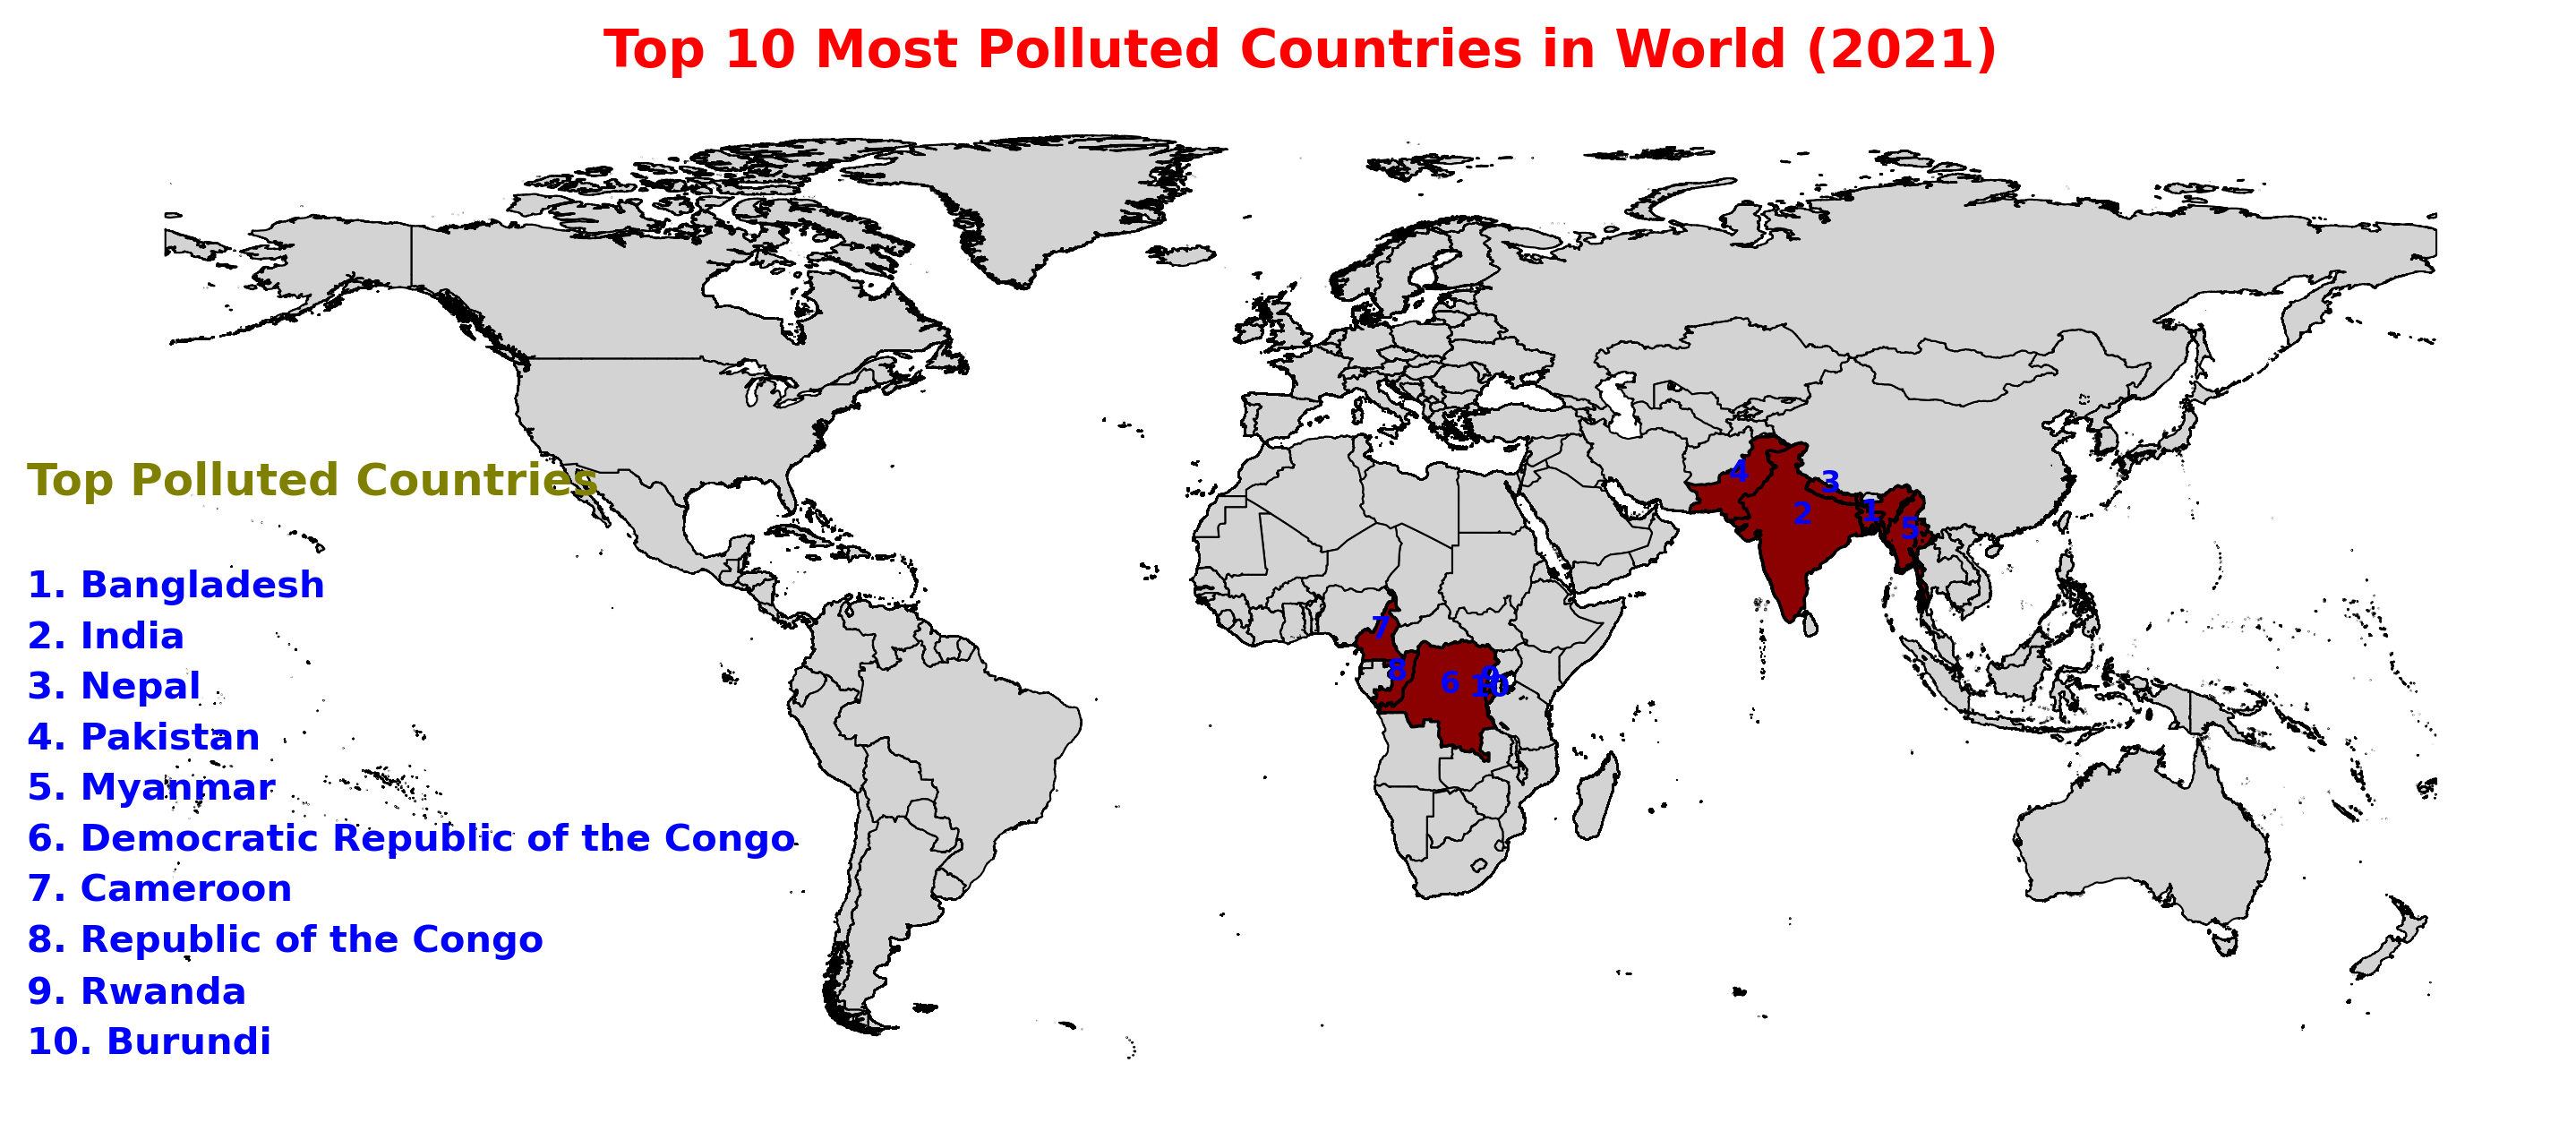 Top 10 Most Polluted Countries in World (2021)
Top Polluted Countries
1. Bangladesh
2. India
3. Nepal
4. Pakistan
5. Myanmar
6. Democratic Republic of the Congo
7. Cameroon
8. Republic of the Congo
9. Rwanda
10. Burundi
4
3
2
1
5
7
8
6
9
10